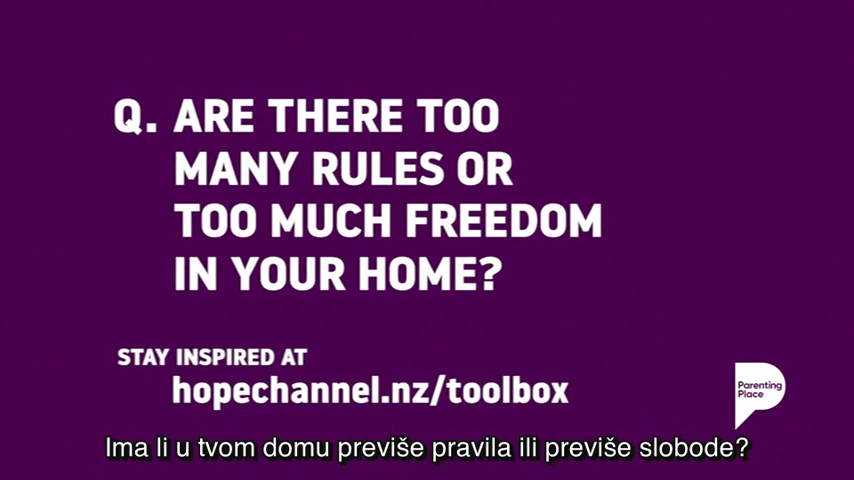 Q. ARE THERE TOO
MANY RULES OR
TOO MUCH FREEDOM
IN YOUR HOME?
STAY INSPIRED AT
hopechannel.nz/toolbox
Parenting
Place
Ima li u tvom domu previše pravila ili previše slobode?